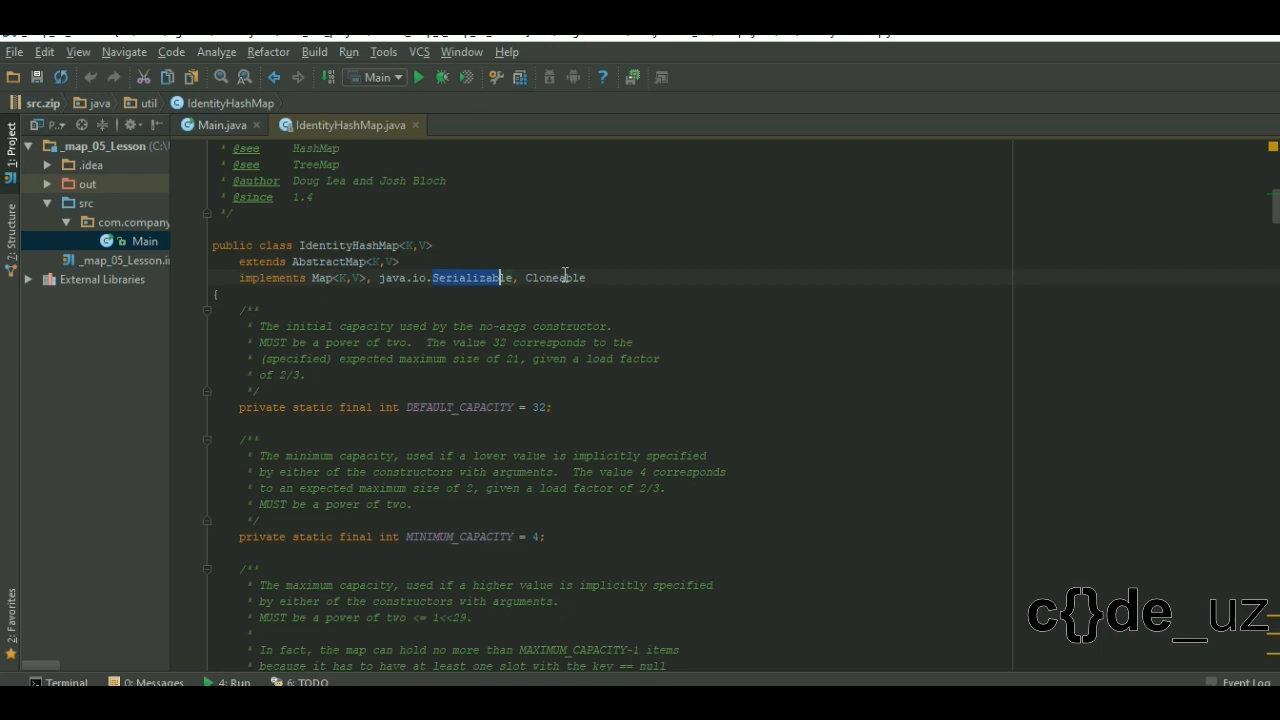 File Edit View Navigate Code Analyze Refactor Build Run Tools VCS Window Help
Main
src.zip java util IdentityHashMap
P.. Main.java IdentityHashMap.java
1: Project
2: Structure
2: Favorites
_map_05_Lesson (C:\
.idea
out
src
com.company
Main
_map_05_Lesson.i
External Libraries
* @see HashMap
* @see TreeMap
* @author Doug Lea and Josh Bloch
* @since 1.4
*/
public class IdentityHashMap<K,V>
extends AbstractMap<K,V>
implements Map<K,V>, java.io.Serializable, Cloneable
{
/**
* The initial capacity used by the no-args constructor.
* MUST be a power of two. The value 32 corresponds to the
* (specified) expected maximum size of 21, given a load factor
* of 2/3.
*/
private static final int DEFAULT_CAPACITY = 32;
/**
* The minimum capacity, used if a lower value is implicitly specified
* by either of the constructors with arguments. The value 4 corresponds
* to an expected maximum size of 2, given a load factor of 2/3.
* MUST be a power of two.
*/
private static final int MINIMUM_CAPACITY = 4;
/**
* The maximum capacity, used if a higher value is implicitly specified
* by either of the constructors with arguments.
* MUST be a power of two <= 1<<29.
*
* In fact, the map can hold no more than MAXIMUM_CAPACITY-1 items
* because it has to have at least one slot with the key == null
c{}de_uz
Terminal 0: Messages 4: Run 6: TODO Event Log